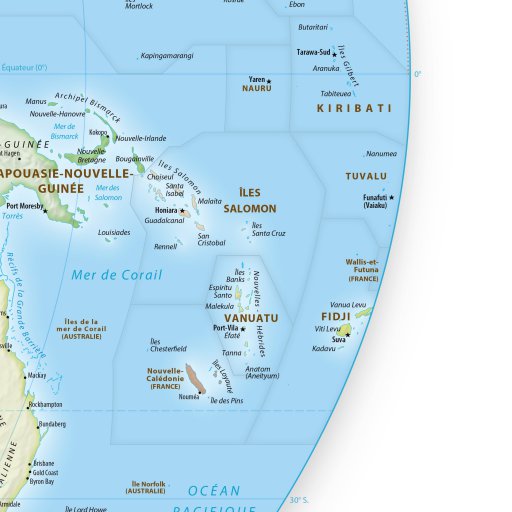 Mortlock
Ebon
Butaritari
Tarawa-Sud
Îles Gilbert
Kapingamarangi
Équateur (0°)
0°
Aranuka
Yaren
NAURU
Tabiteuea
KIRIBATI
Archipel Bismarck
Manus
Nouvelle-Hanovre
Mer de
Bismarck
Kokopo
Nouvelle-Irlande
Nouvelle-
Bretagne
Bougainville
Nanumea
Îles Salomon
Choiseul
Santa
Isabel
TUVALU
PAPOUASIE-NOUVELLE-
GUINÉE
Mer des
Salomon
Malaita
ÎLES
SALOMON
Funafuti
(Vaiaku)
Port Moresby
Torrès
Honiara
Guadalcanal
Louisiades
San
Cristobal
Îles
Santa Cruz
Rennell
Récifs de la Grande Barrière
Mer de Corail
Îles
Banks
Nouvelles-Hébrides
Wallis-et-
Futuna
(FRANCE)
Espiritu
Santo
Malekula
Vanua Levu
VANUATU
FIDJI
Îles de la
mer de Corail
(AUSTRALIE)
Port-Vila
Éfaté
Viti Levu
Suva
Îles
Chesterfield
Tanna
Kadavu
Nouvelle-
Calédonie
(FRANCE)
Îles Loyauté
Anatom
(Aneityum)
Mackay
Nouméa
Île des Pins
Rockhampton
Bundaberg
Brisbane
Gold Coast
Byron Bay
Île Norfolk
(AUSTRALIE)
OCÉAN
PACIFIQUE
30° S.
Armidale
Île Lord Howe